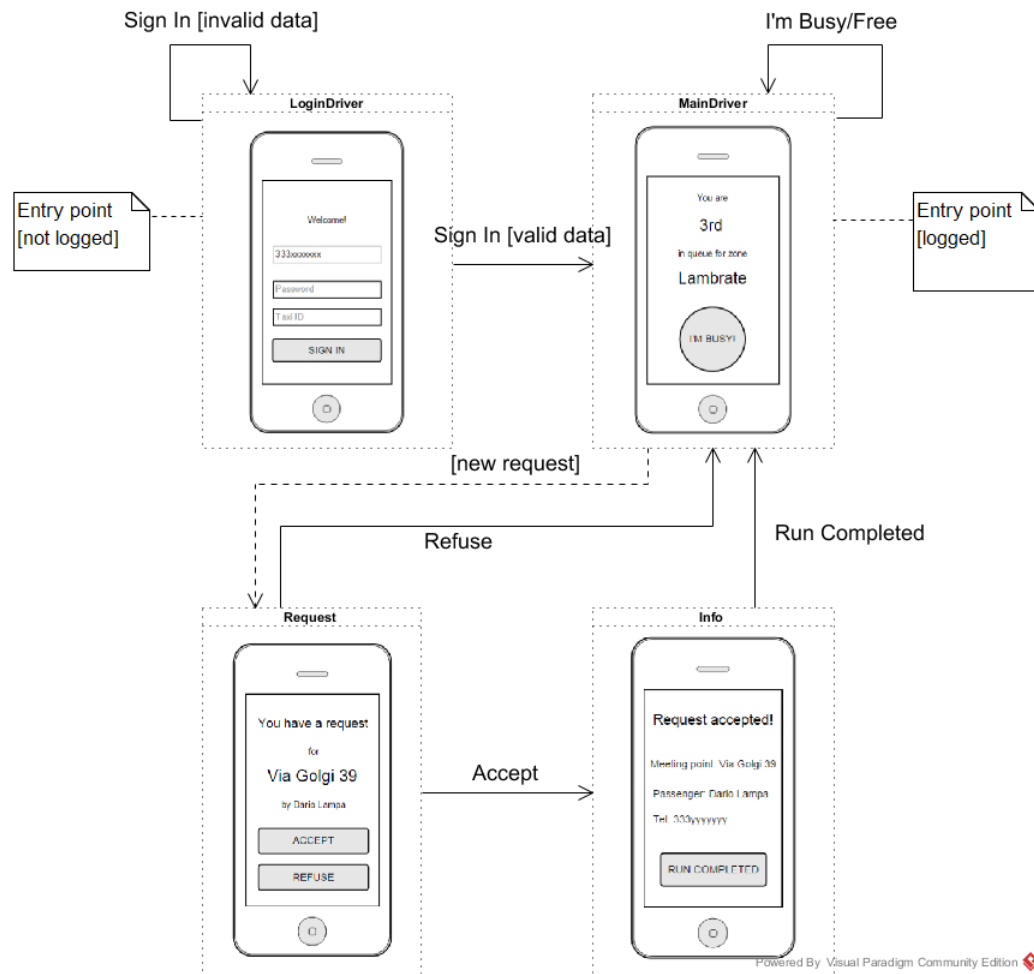 Sign In [invalid data]
I'm Busy/Free
LoginDriver
MainDriver
Entry point
[not logged]
Welcome!
333xxxxxxx
Password
Taxi ID
SIGN IN
Sign In [valid data]
You are
3rd
in queue for zone
Lambrate
I'M BUSY!
Entry point
[logged]
[new request]
Refuse
Run Completed
Request
Info
You have a request
for
Via Golgi 39
by Dario Lampa
ACCEPT
REFUSE
Accept
Request accepted!
Meeting point: Via Golgi 39
Passenger: Dario Lampa
Tel: 333yyyyyyy
RUN COMPLETED
Powered By Visual Paradigm Community Edition